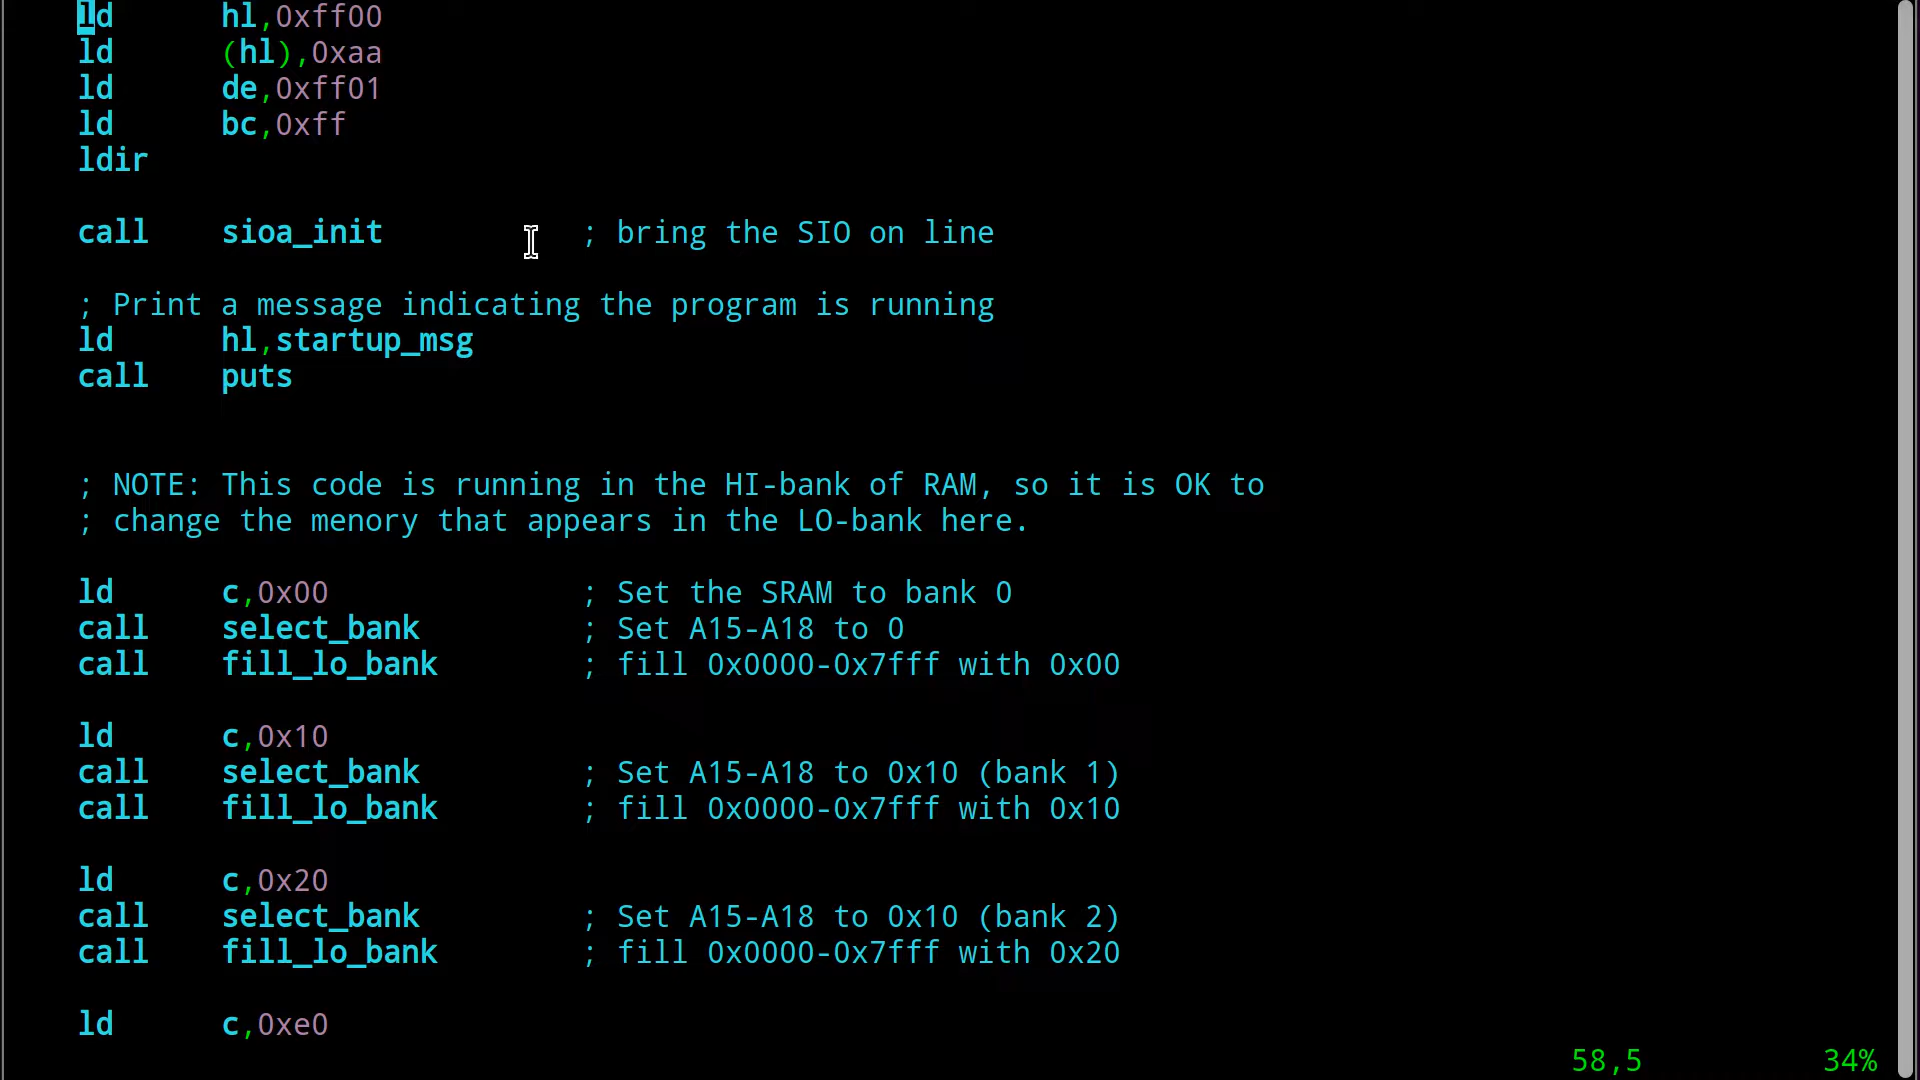 ld hl,0xff00
ld (hl),0xaa
ld de,0xff01
ld bc,0xff
ldir
call sioa_init ; bring the SIO on line
; Print a message indicating the program is running
ld hl,startup_msg
call puts
; NOTE: This code is running in the HI-bank of RAM, so it is OK to
; change the menory that appears in the LO-bank here.
ld c,0x00 ; Set the SRAM to bank 0
call select_bank ; Set A15-A18 to 0
call fill_lo_bank ; fill 0x0000-0x7fff with 0x00
ld c,0x10
call select_bank ; Set A15-A18 to 0x10 (bank 1)
call fill_lo_bank ; fill 0x0000-0x7fff with 0x10
ld c,0x20
call select_bank ; Set A15-A18 to 0x10 (bank 2)
call fill_lo_bank ; fill 0x0000-0x7fff with 0x20
ld c,0xe0
58,5 34%